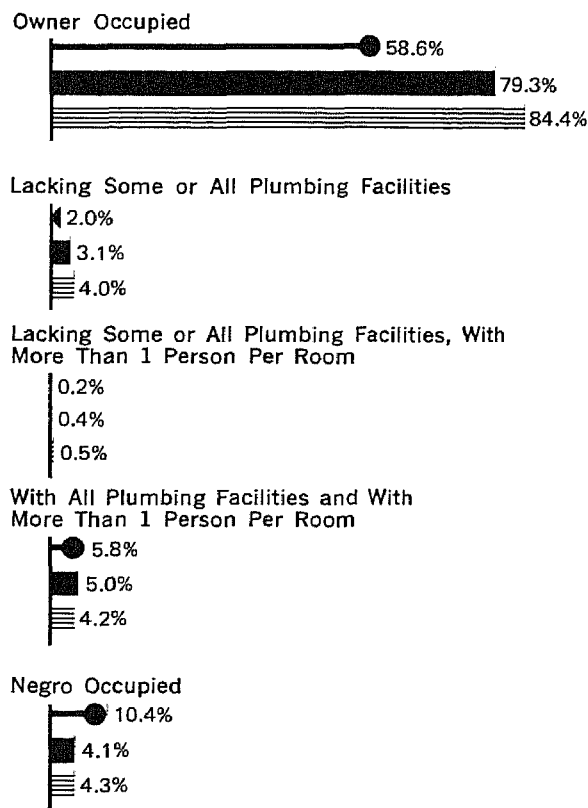 Owner Occupied
58.6%
79.3%
84.4%
Lacking Some or All Plumbing Facilities
2.0%
3.1%
4.0%
Lacking Some or All Plumbing Facilities, With
More Than 1 Person Per Room
0.2%
0.4%
0.5%
With All Plumbing Facilities and With
More Than 1 Person Per Room
5.8%
5.0%
4.2%
Negro Occupied
10.4%
4.1%
4.3%